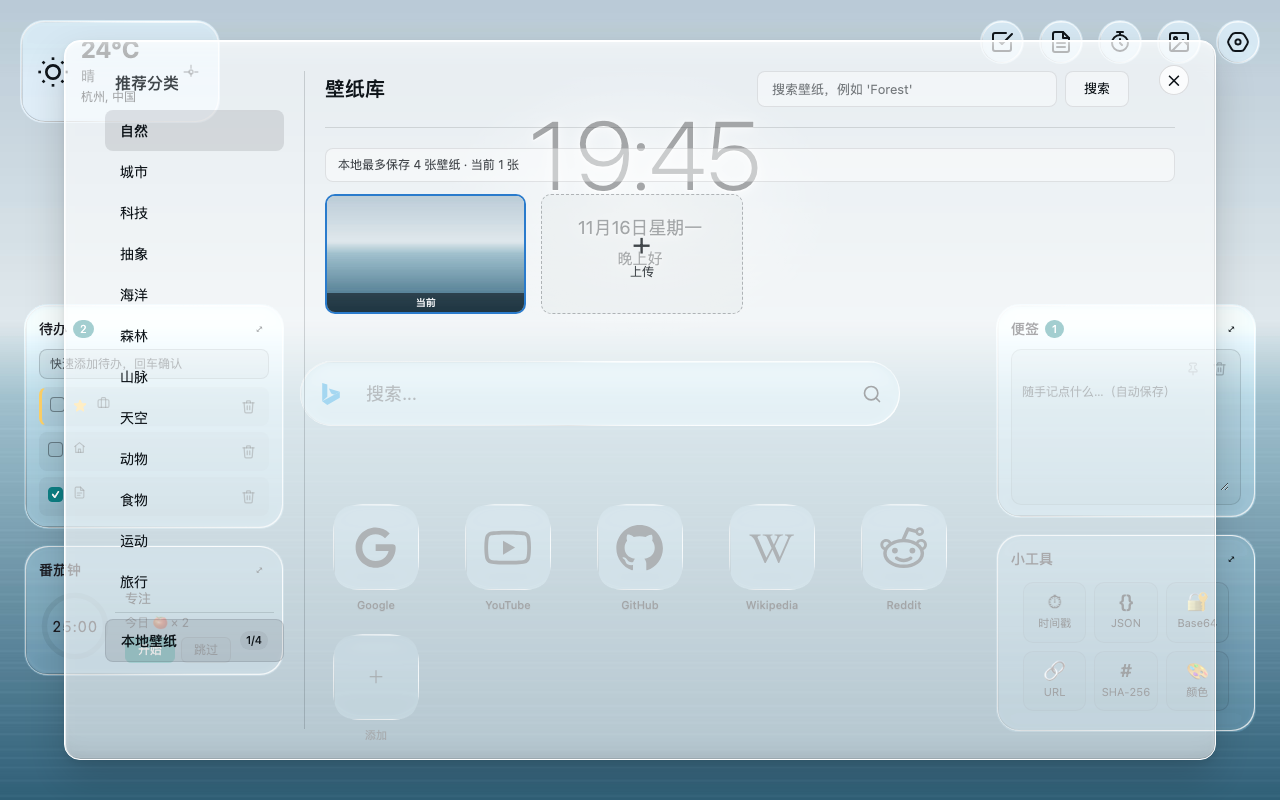 24°C
晴
杭州, 中国
推荐分类
自然
城市
科技
抽象
海洋
森林
山脉
天空
动物
食物
运动
旅行
本地壁纸
1/4
壁纸库
搜索壁纸，例如 'Forest'
搜索
19:45
本地最多保存 4 张壁纸 · 当前 1 张
当前
11月16日星期一
晚上好
上传
待办
2
快速添加待办，回车确认
搜索...
便签
1
随手记点什么...（自动保存）
番茄钟
专注
25:00
今日 🍅 × 2
开始
跳过
Google
YouTube
GitHub
W
Wikipedia
Reddit
添加
小工具
时间戳
{}
JSON
Base64
URL
#
SHA-256
颜色